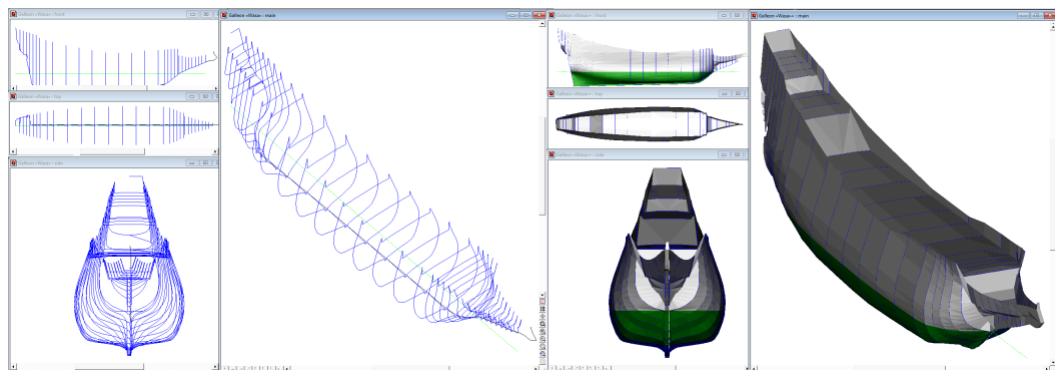 Galleon «Wasa» :: front
Galleon «Wasa» :: main
Galleon «Wasa» :: top
Galleon «Wasa» :: side
Galleon «Wasa» :: front
Galleon «Wasa» :: main
Galleon «Wasa» :: top
Galleon «Wasa» :: side